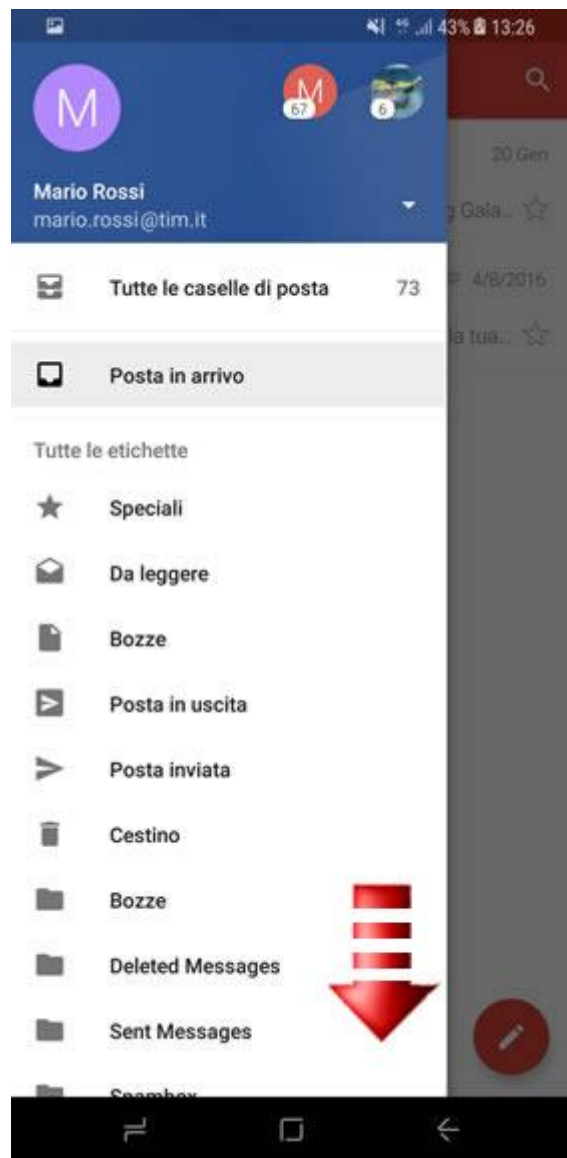 43% 13:26
M
M
67
6
Mario Rossi
mario.rossi@tim.it
20 Gen
Gala...
Tutte le caselle di posta 73
4/8/2016
la tua...
Posta in arrivo
Tutte le etichette
Speciali
Da leggere
Bozze
Posta in uscita
Posta inviata
Cestino
Bozze
Deleted Messages
Sent Messages